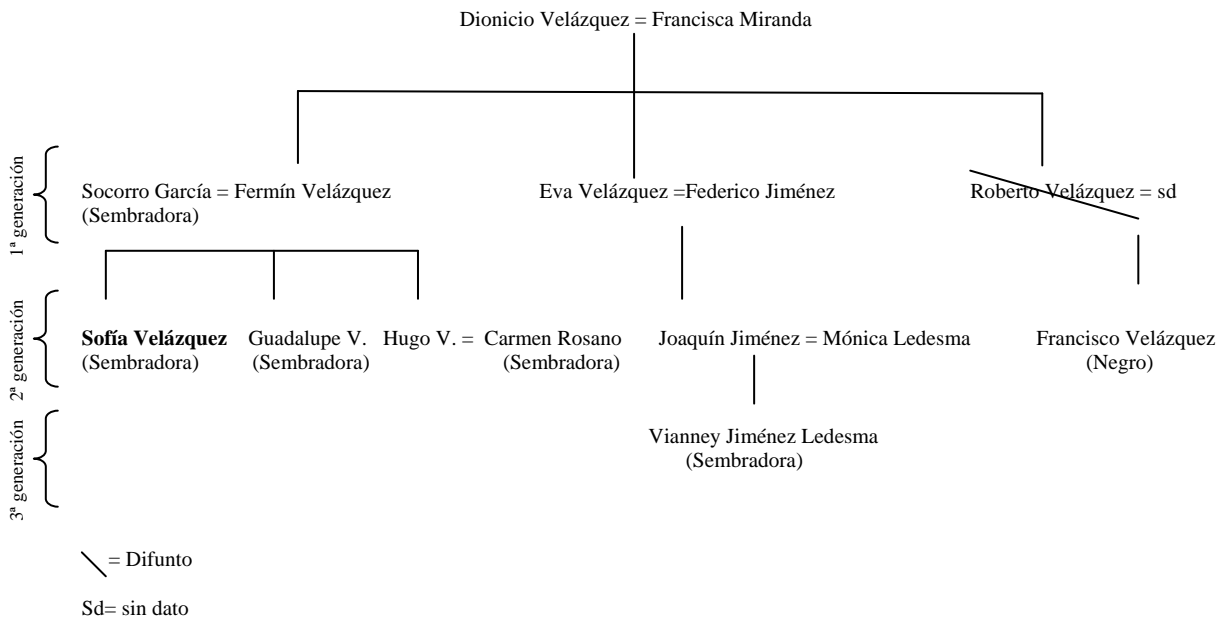 Dionicio Velázquez = Francisca Miranda
1ª generación
Socorro García = Fermín Velázquez
(Sembradora)
Eva Velázquez =Federico Jiménez
Roberto Velázquez = sd
2ª generación
Sofía Velázquez
(Sembradora)
Guadalupe V.
(Sembradora)
Hugo V. = Carmen Rosano
(Sembradora)
Joaquín Jiménez = Mónica Ledesma
Francisco Velázquez
(Negro)
3ª generación
Vianney Jiménez Ledesma
(Sembradora)
= Difunto
Sd= sin dato